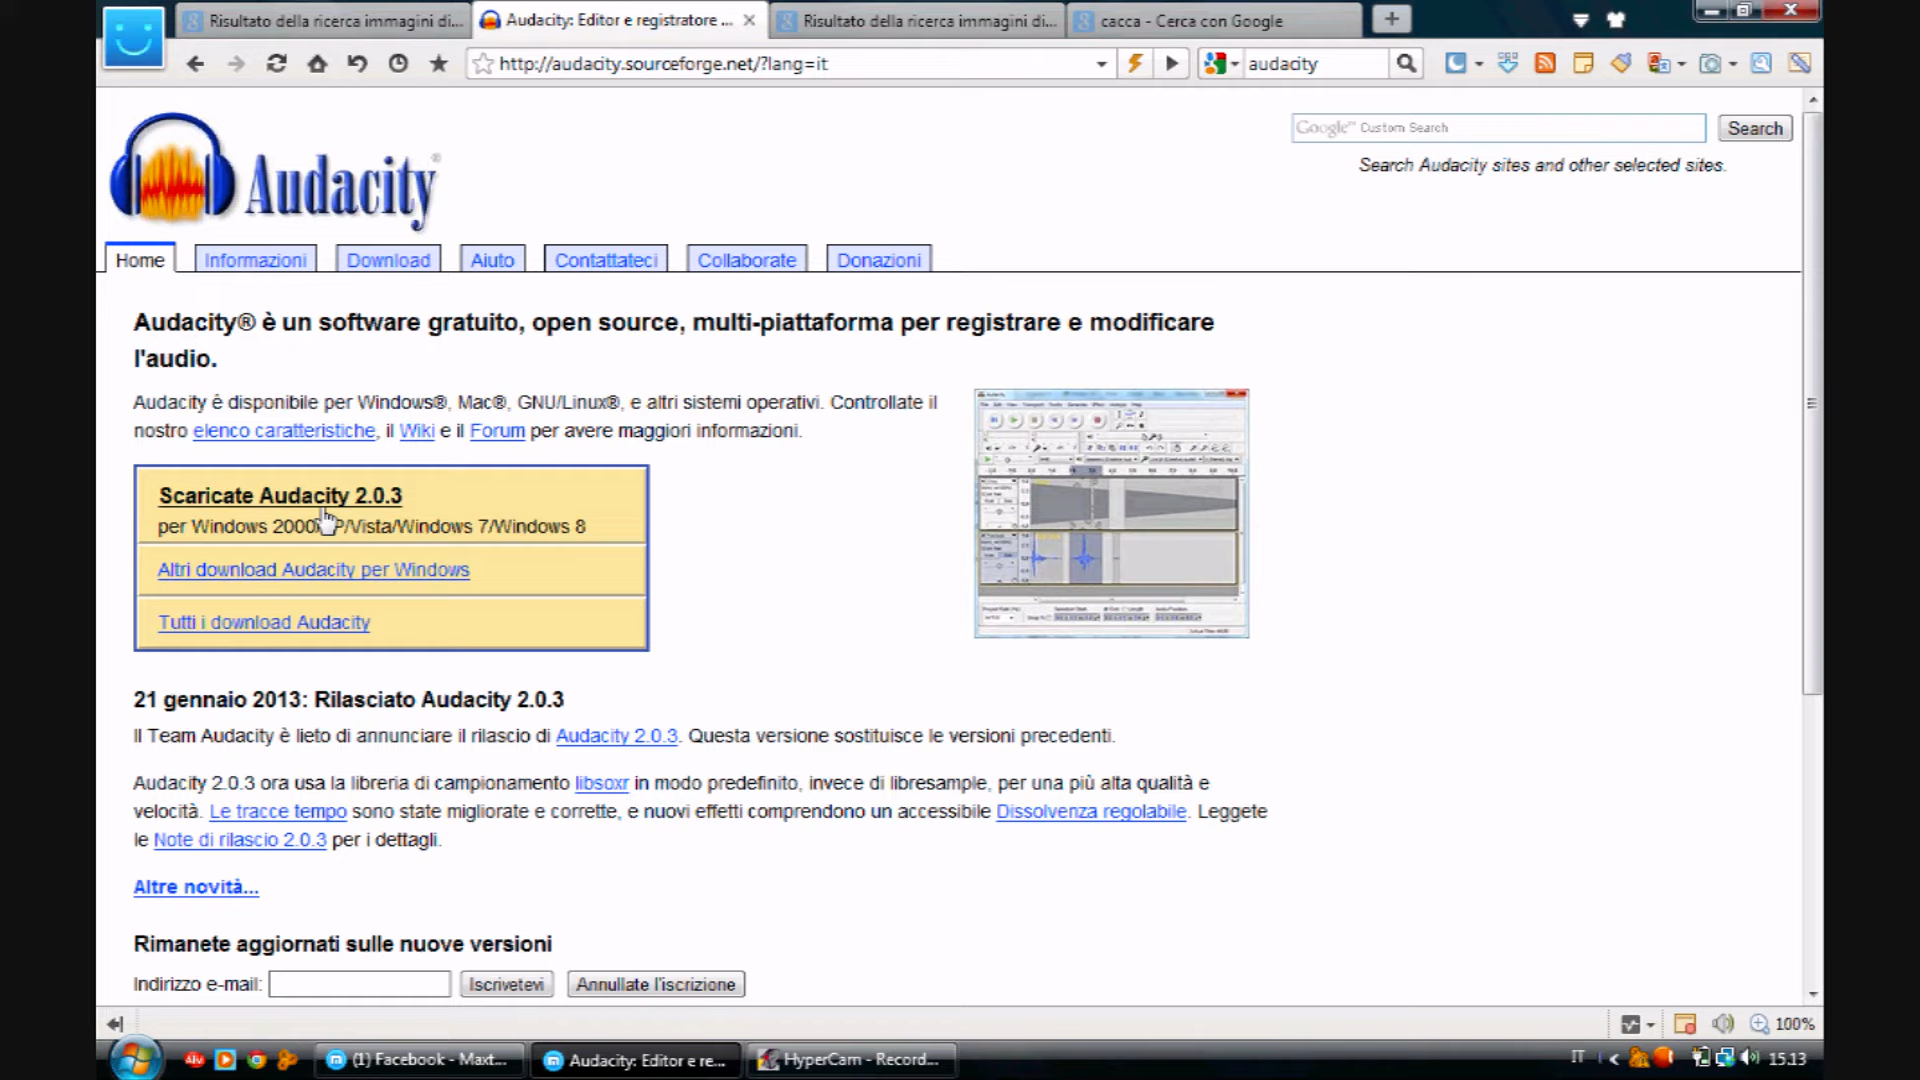 Risultato della ricerca immagini di...
Audacity: Editor e registratore ...
Risultato della ricerca immagini di...
cacca - Cerca con Google
http://audacity.sourceforge.net/?lang=it
audacity
Audacity®
Google™ Custom Search
Search
Search Audacity sites and other selected sites.
Home
Informazioni
Download
Aiuto
Contattateci
Collaborate
Donazioni
Audacity® è un software gratuito, open source, multi-piattaforma per registrare e modificare
l'audio.
Audacity è disponibile per Windows®, Mac®, GNU/Linux®, e altri sistemi operativi. Controllate il
nostro elenco caratteristiche, il Wiki e il Forum per avere maggiori informazioni.
Scaricate Audacity 2.0.3
per Windows 2000/XP/Vista/Windows 7/Windows 8
Altri download Audacity per Windows
Tutti i download Audacity
21 gennaio 2013: Rilasciato Audacity 2.0.3
Il Team Audacity è lieto di annunciare il rilascio di Audacity 2.0.3. Questa versione sostituisce le versioni precedenti.
Audacity 2.0.3 ora usa la libreria di campionamento libsoxr in modo predefinito, invece di libresample, per una più alta qualità e
velocità. Le tracce tempo sono state migliorate e corrette, e nuovi effetti comprendono un accessibile Dissolvenza regolabile. Leggete
le Note di rilascio 2.0.3 per i dettagli.
Altre novità...
Rimanete aggiornati sulle nuove versioni
Indirizzo e-mail:
Iscrivetevi
Annullate l'iscrizione
100%
(1) Facebook - Maxt...
Audacity: Editor e re...
HyperCam - Record...
IT
15.13